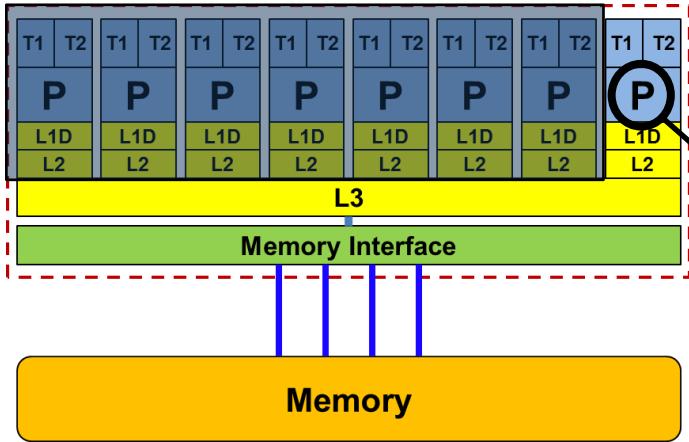 T1 T2 T1 T2 T1 T2 T1 T2 T1 T2 T1 T2 T1 T2 T1 T2
P P P P P P P P
L1D L1D L1D L1D L1D L1D L1D L1D
L2 L2 L2 L2 L2 L2 L2 L2
L3
Memory Interface
Memory